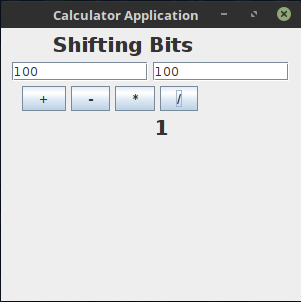 Calculator Application
Shifting Bits
100 100
+ - * /
1